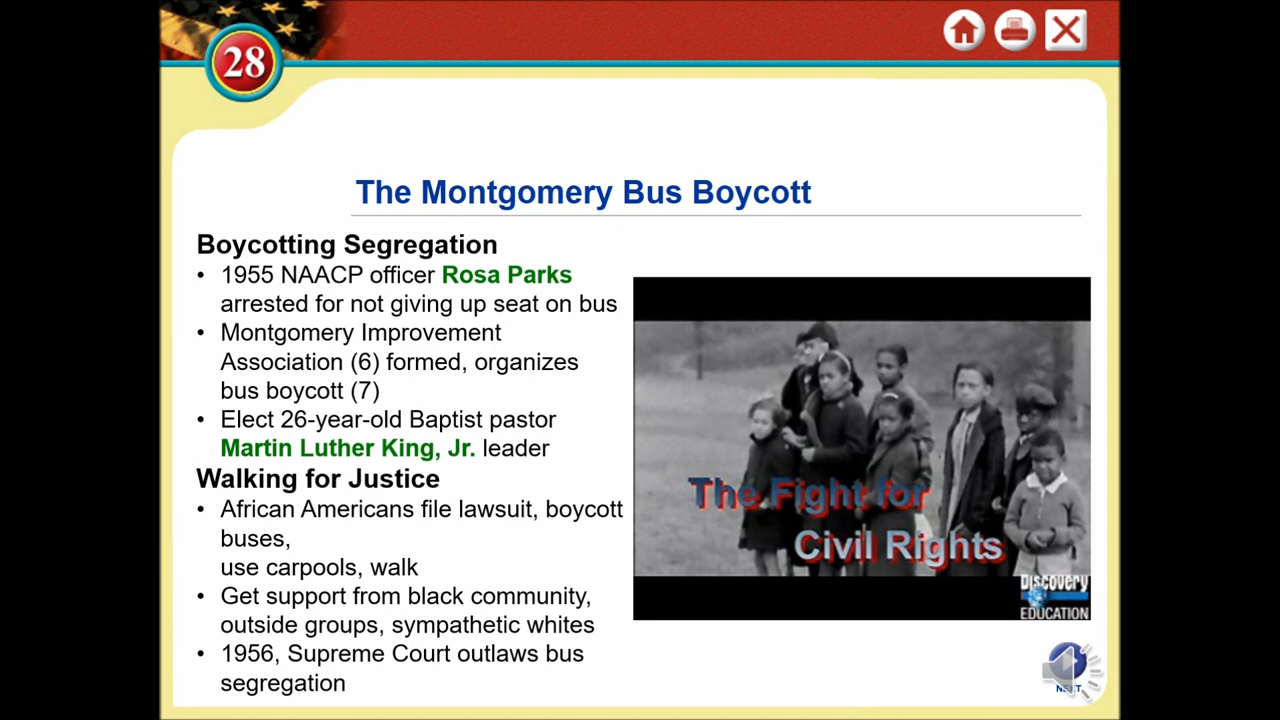 28
The Montgomery Bus Boycott
Boycotting Segregation
• 1955 NAACP officer Rosa Parks
arrested for not giving up seat on bus
• Montgomery Improvement
Association (6) formed, organizes
bus boycott (7)
• Elect 26-year-old Baptist pastor
Martin Luther King, Jr. leader
Walking for Justice
• African Americans file lawsuit, boycott
buses,
use carpools, walk
• Get support from black community,
outside groups, sympathetic whites
• 1956, Supreme Court outlaws bus
segregation
The Fight for
Civil Rights
Discovery
EDUCATION
NEXT